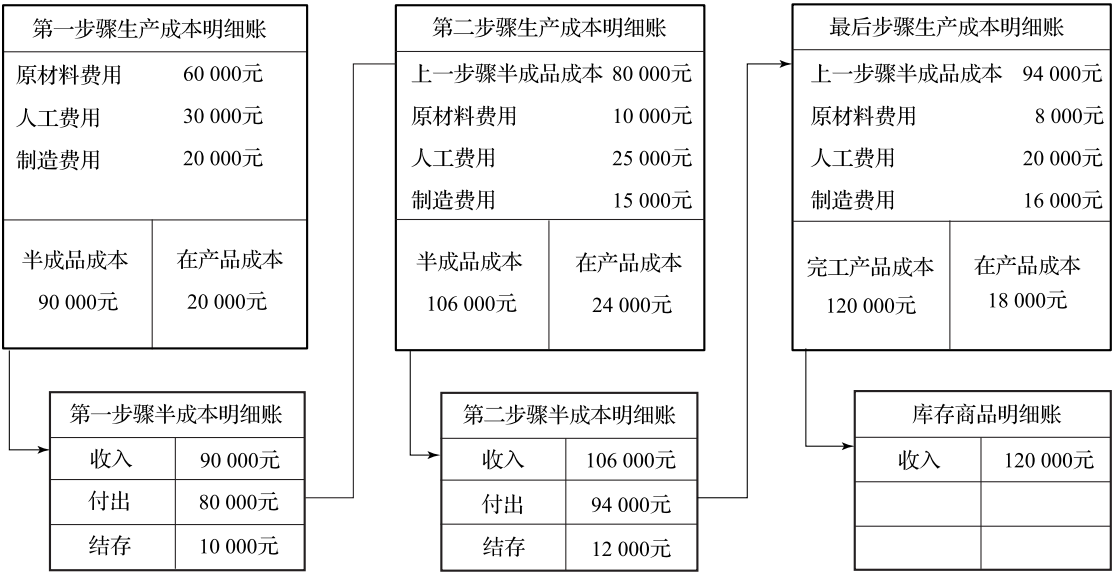 第一步骤生产成本明细账
原材料费用 60 000元
人工费用 30 000元
制造费用 20 000元
半成品成本 在产品成本
90 000元 20 000元
第二步骤生产成本明细账
上一步骤半成品成本 80 000元
原材料费用 10 000元
人工费用 25 000元
制造费用 15 000元
半成品成本 在产品成本
106 000元 24 000元
最后步骤生产成本明细账
上一步骤半成品成本 94 000元
原材料费用 8 000元
人工费用 20 000元
制造费用 16 000元
完工产品成本 在产品成本
120 000元 18 000元
第一步骤半成本明细账
收入 90 000元
付出 80 000元
结存 10 000元
第二步骤半成本明细账
收入 106 000元
付出 94 000元
结存 12 000元
库存商品明细账
收入 120 000元